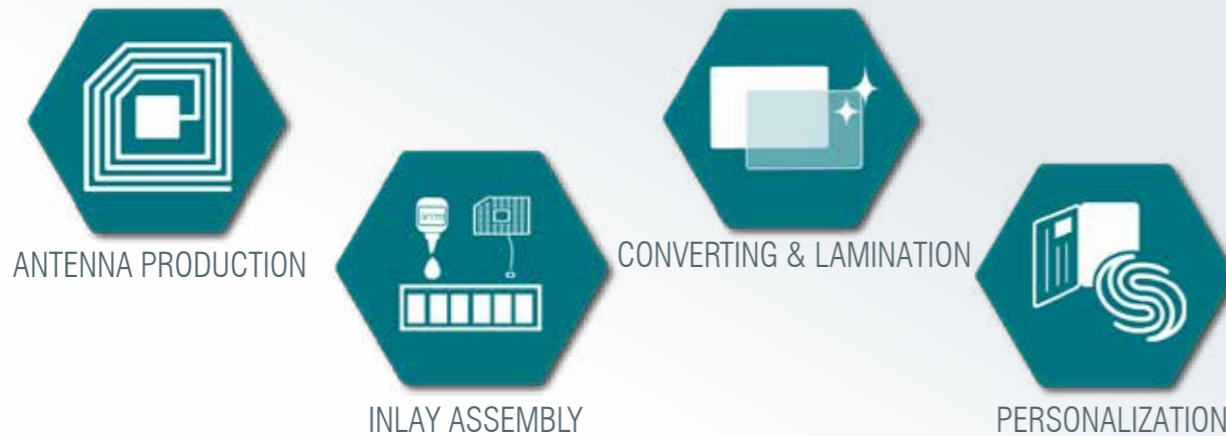 ANTENNA PRODUCTION
INLAY ASSEMBLY
CONVERTING & LAMINATION
PERSONALIZATION